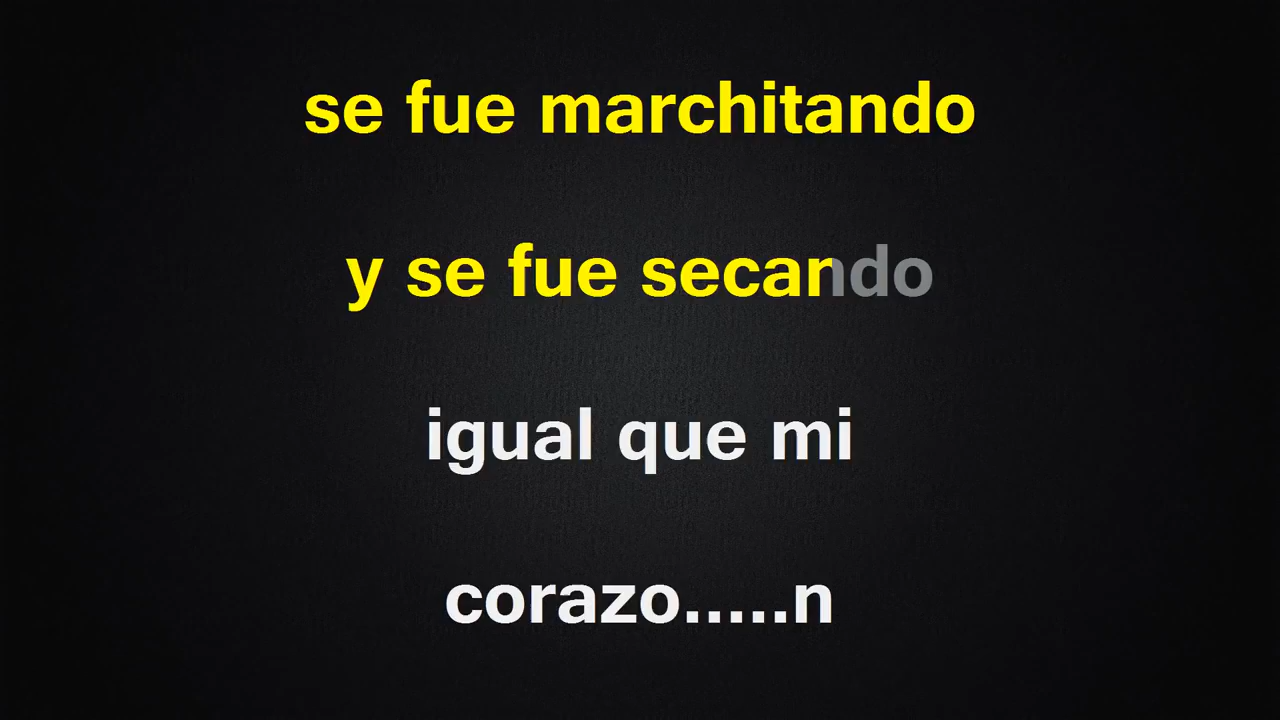 se fue marchitando
y se fue secando
igual que mi
corazo.....n